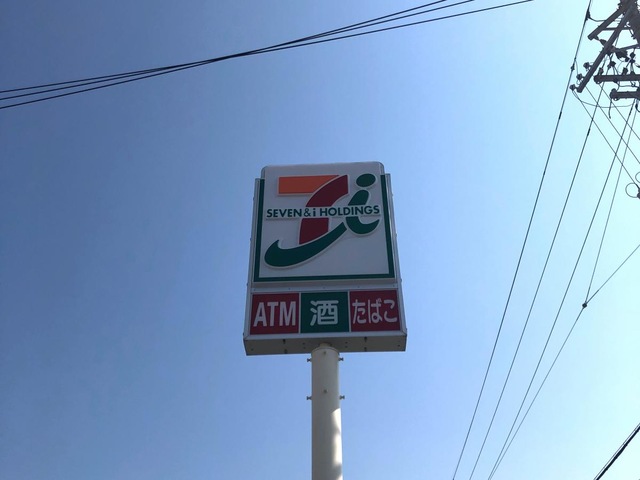 SEVEN & i HOLDINGS
ATM 酒 たばこ